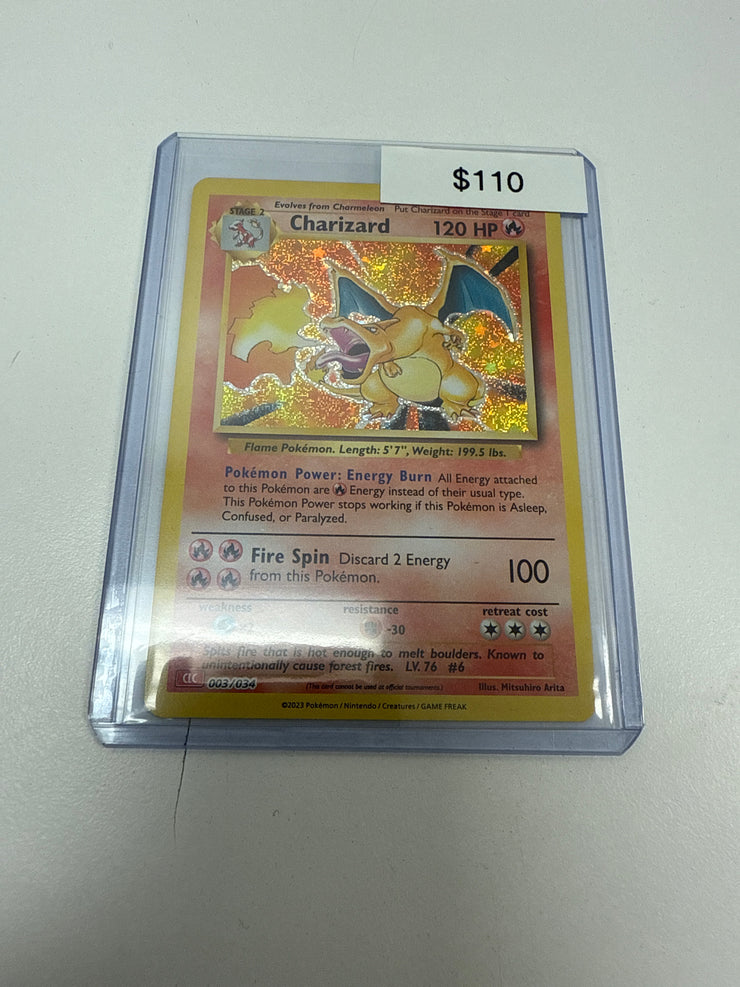 $110
STAGE 2 Evolves from Charmeleon Put Charizard on the Stage 1 card
Charizard 120 HP
Flame Pokémon. Length: 5'7", Weight: 199.5 lbs.
Pokémon Power: Energy Burn All Energy attached
to this Pokémon are Energy instead of their usual type.
This Pokémon Power stops working if this Pokémon is Asleep,
Confused, or Paralyzed.
Fire Spin Discard 2 Energy
from this Pokémon. 100
weakness resistance retreat cost
-30
Spits fire that is hot enough to melt boulders. Known to
unintentionally cause forest fires. LV. 76 #6
CLC 003/034 (This card cannot be used at official tournaments.) Illus. Mitsuhiro Arita
©2023 Pokémon / Nintendo / Creatures / GAME FREAK